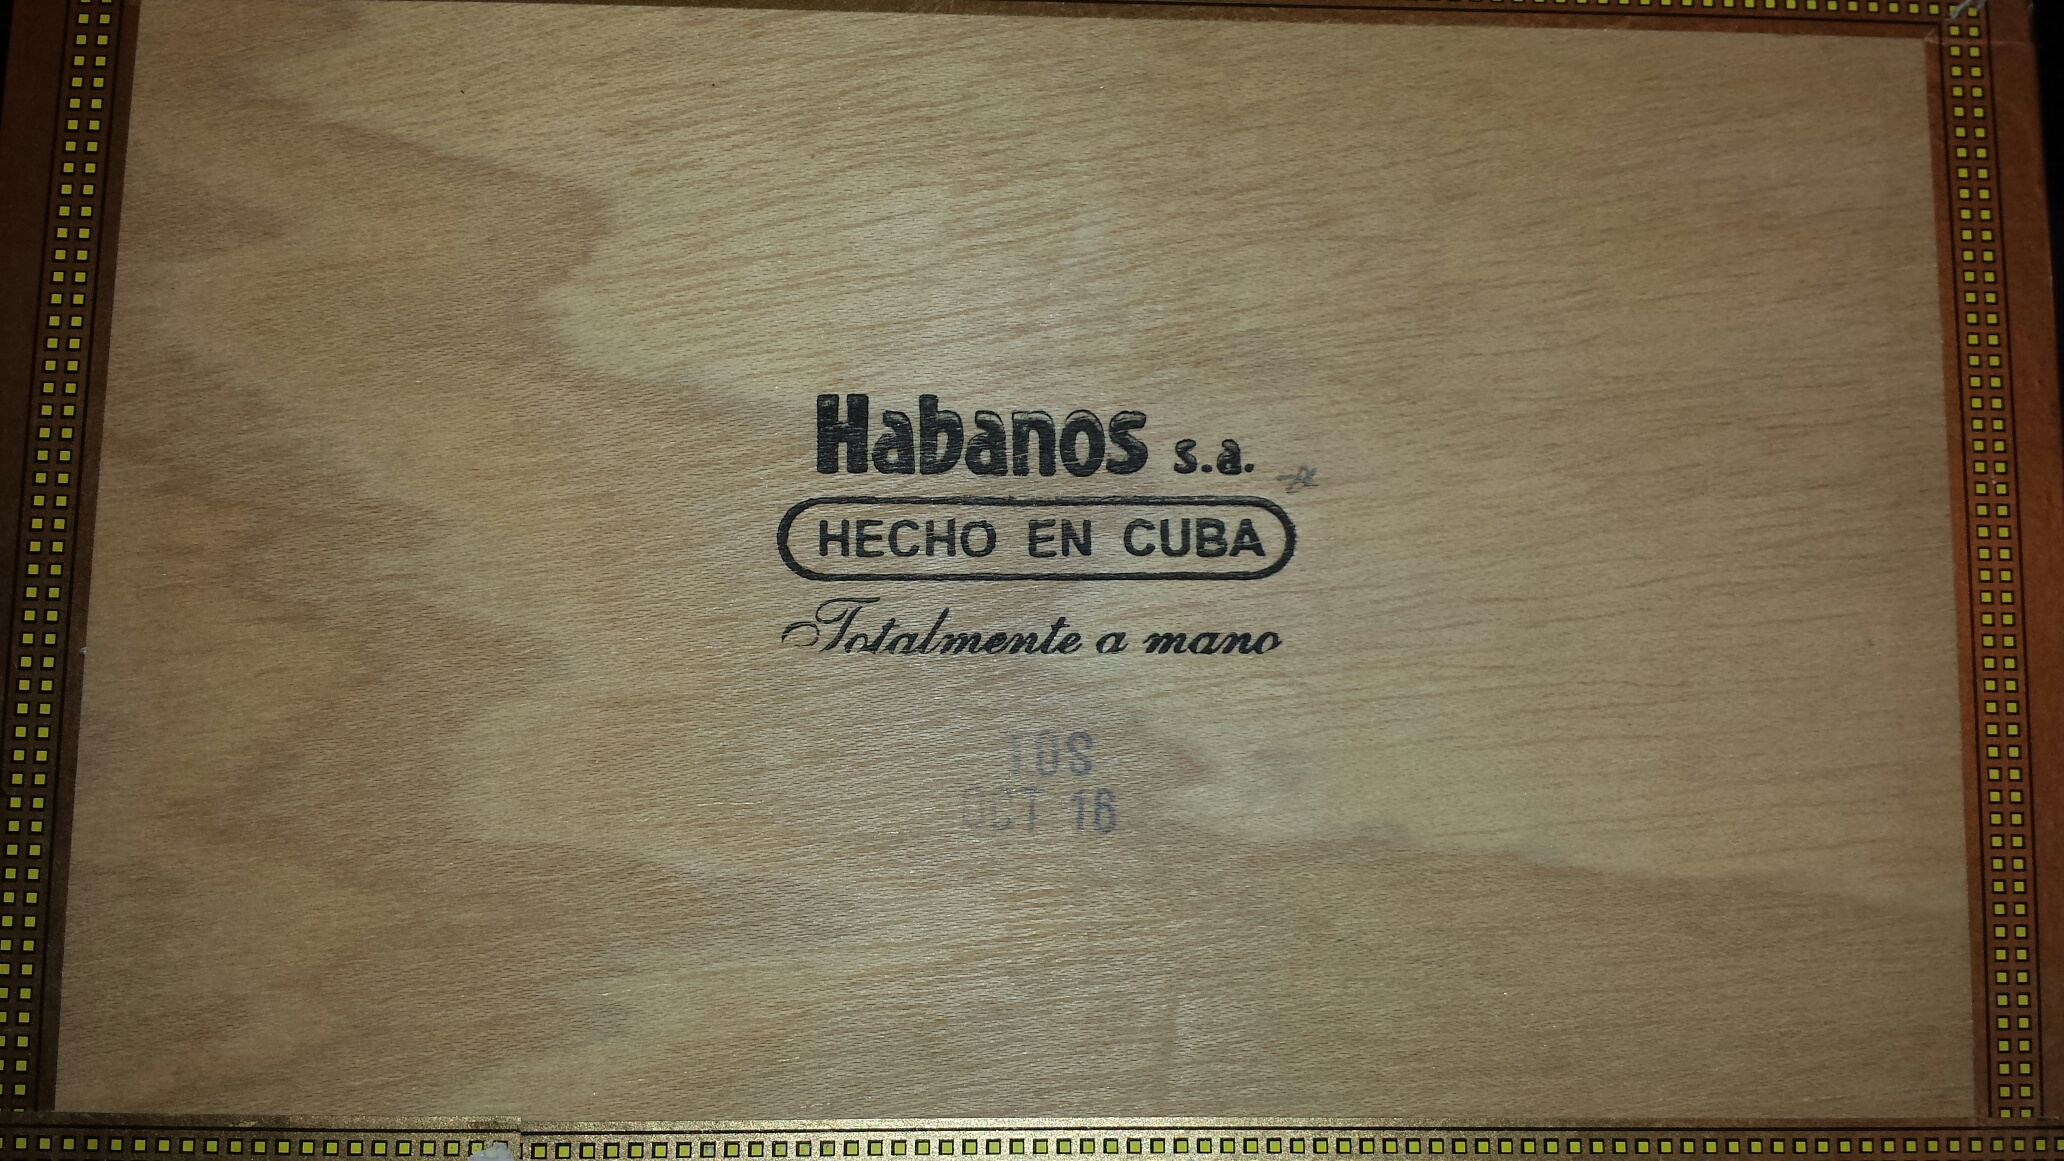 Habanos s.a.
HECHO EN CUBA
Totalmente a mano
TOS
OCT 16